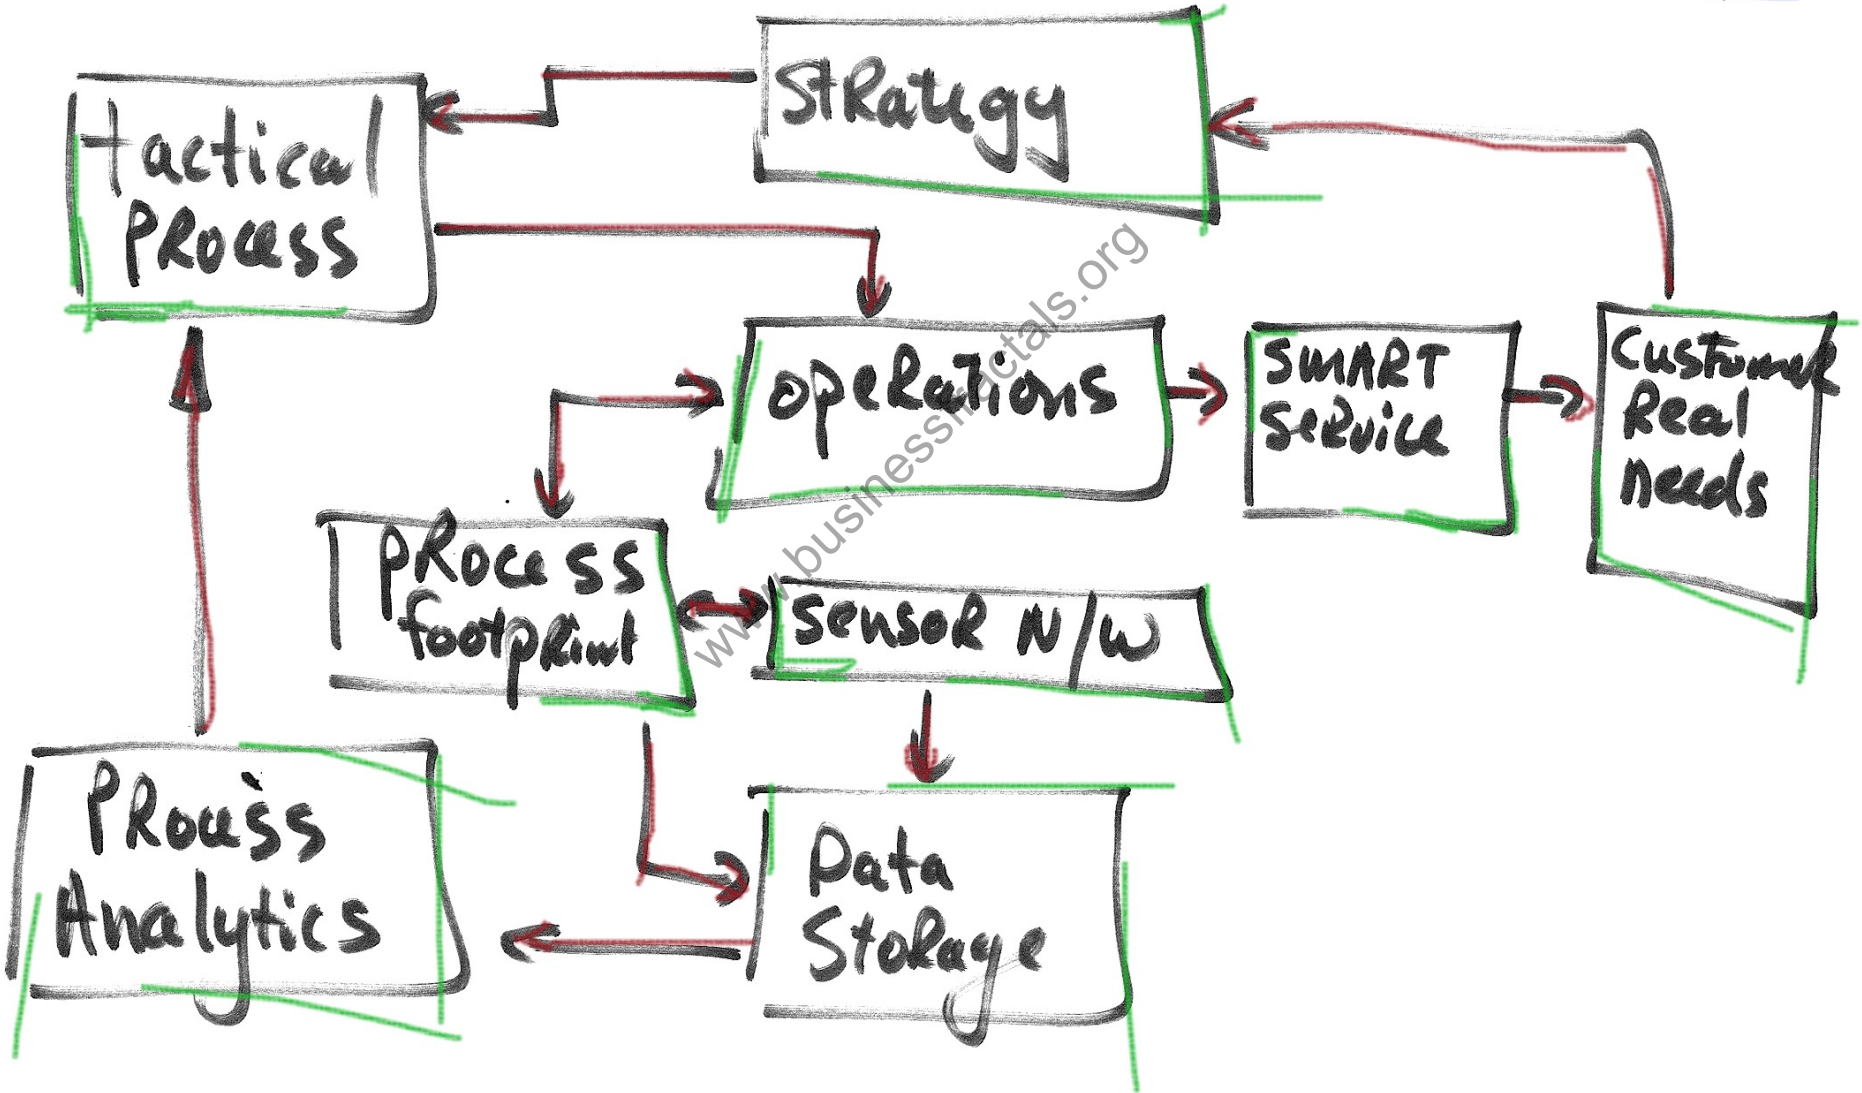 Strategy
tactical
Process
Operations
SMART
Service
Customer
Real
needs
Process
footprint
Sensor N/W
Process
Analytics
Data
Storage
www.businessfractals.org